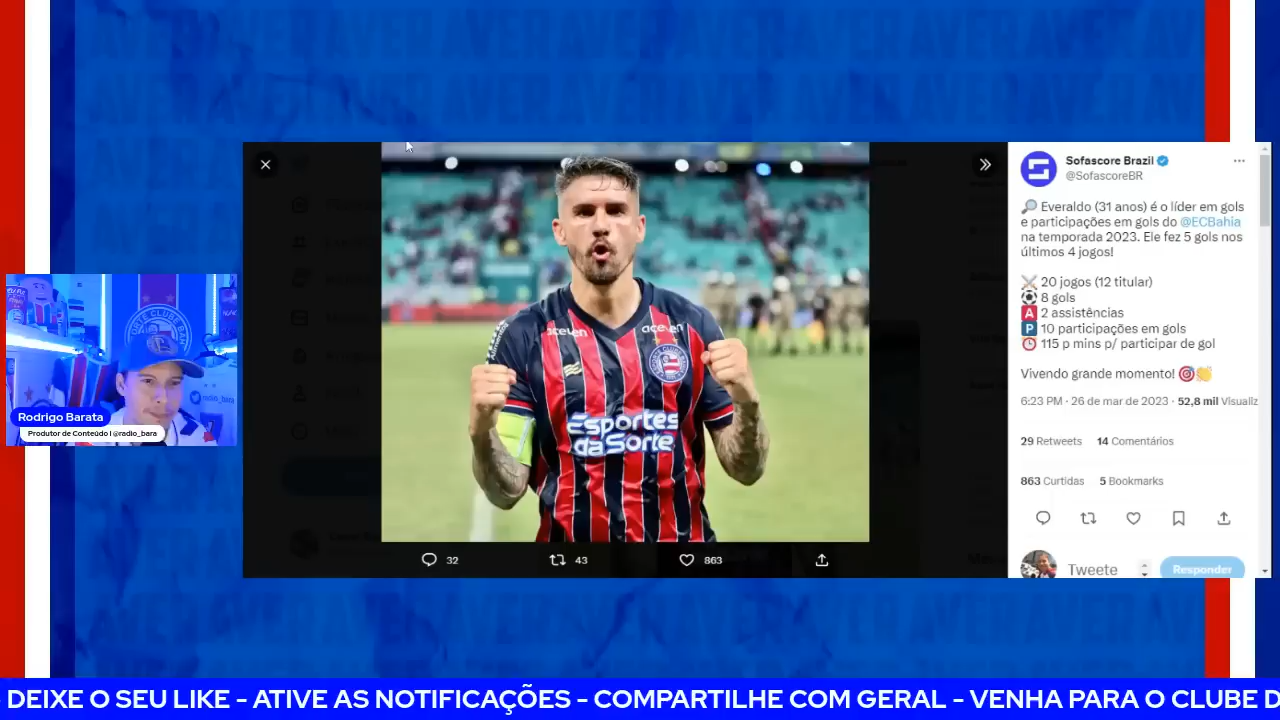 Sofascore Brazil
@SofascoreBR
Everaldo (31 anos) é o líder em gols
e participações em gols do @ECBahia
na temporada 2023. Ele fez 5 gols nos
últimos 4 jogos!
20 jogos (12 titular)
8 gols
A 2 assistências
P 10 participações em gols
115 p mins p/ participar de gol
Vivendo grande momento!
6:23 PM · 26 de mar de 2023 · 52,8 mil Visualiz
29 Retweets 14 Comentários
863 Curtidas 5 Bookmarks
Tweete
Responder
32 43 863
aceven aceven
Esportes
da Sorte
Rodrigo Barata
Produtor de Conteúdo | @radio_bara
DEIXE O SEU LIKE - ATIVE AS NOTIFICAÇÕES - COMPARTILHE COM GERAL - VENHA PARA O CLUBE D